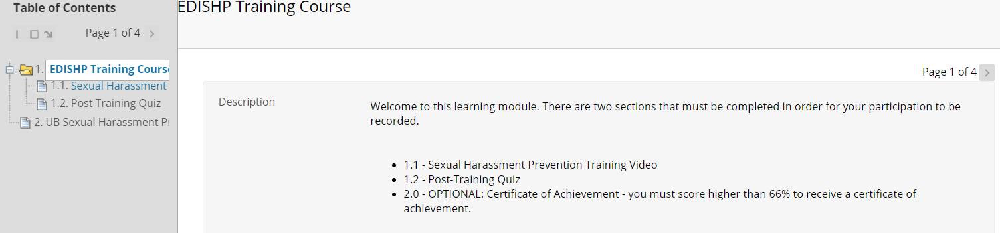 Table of Contents
Page 1 of 4
1. EDISHP Training Course
1.1. Sexual Harassment
1.2. Post Training Quiz
2. UB Sexual Harassment
EDISHP Training Course
Page 1 of 4
Description
Welcome to this learning module. There are two sections that must be completed in order for your participation to be
recorded.
• 1.1 - Sexual Harassment Prevention Training Video
• 1.2 - Post-Training Quiz
• 2.0 - OPTIONAL: Certificate of Achievement - you must score higher than 66% to receive a certificate of
achievement.